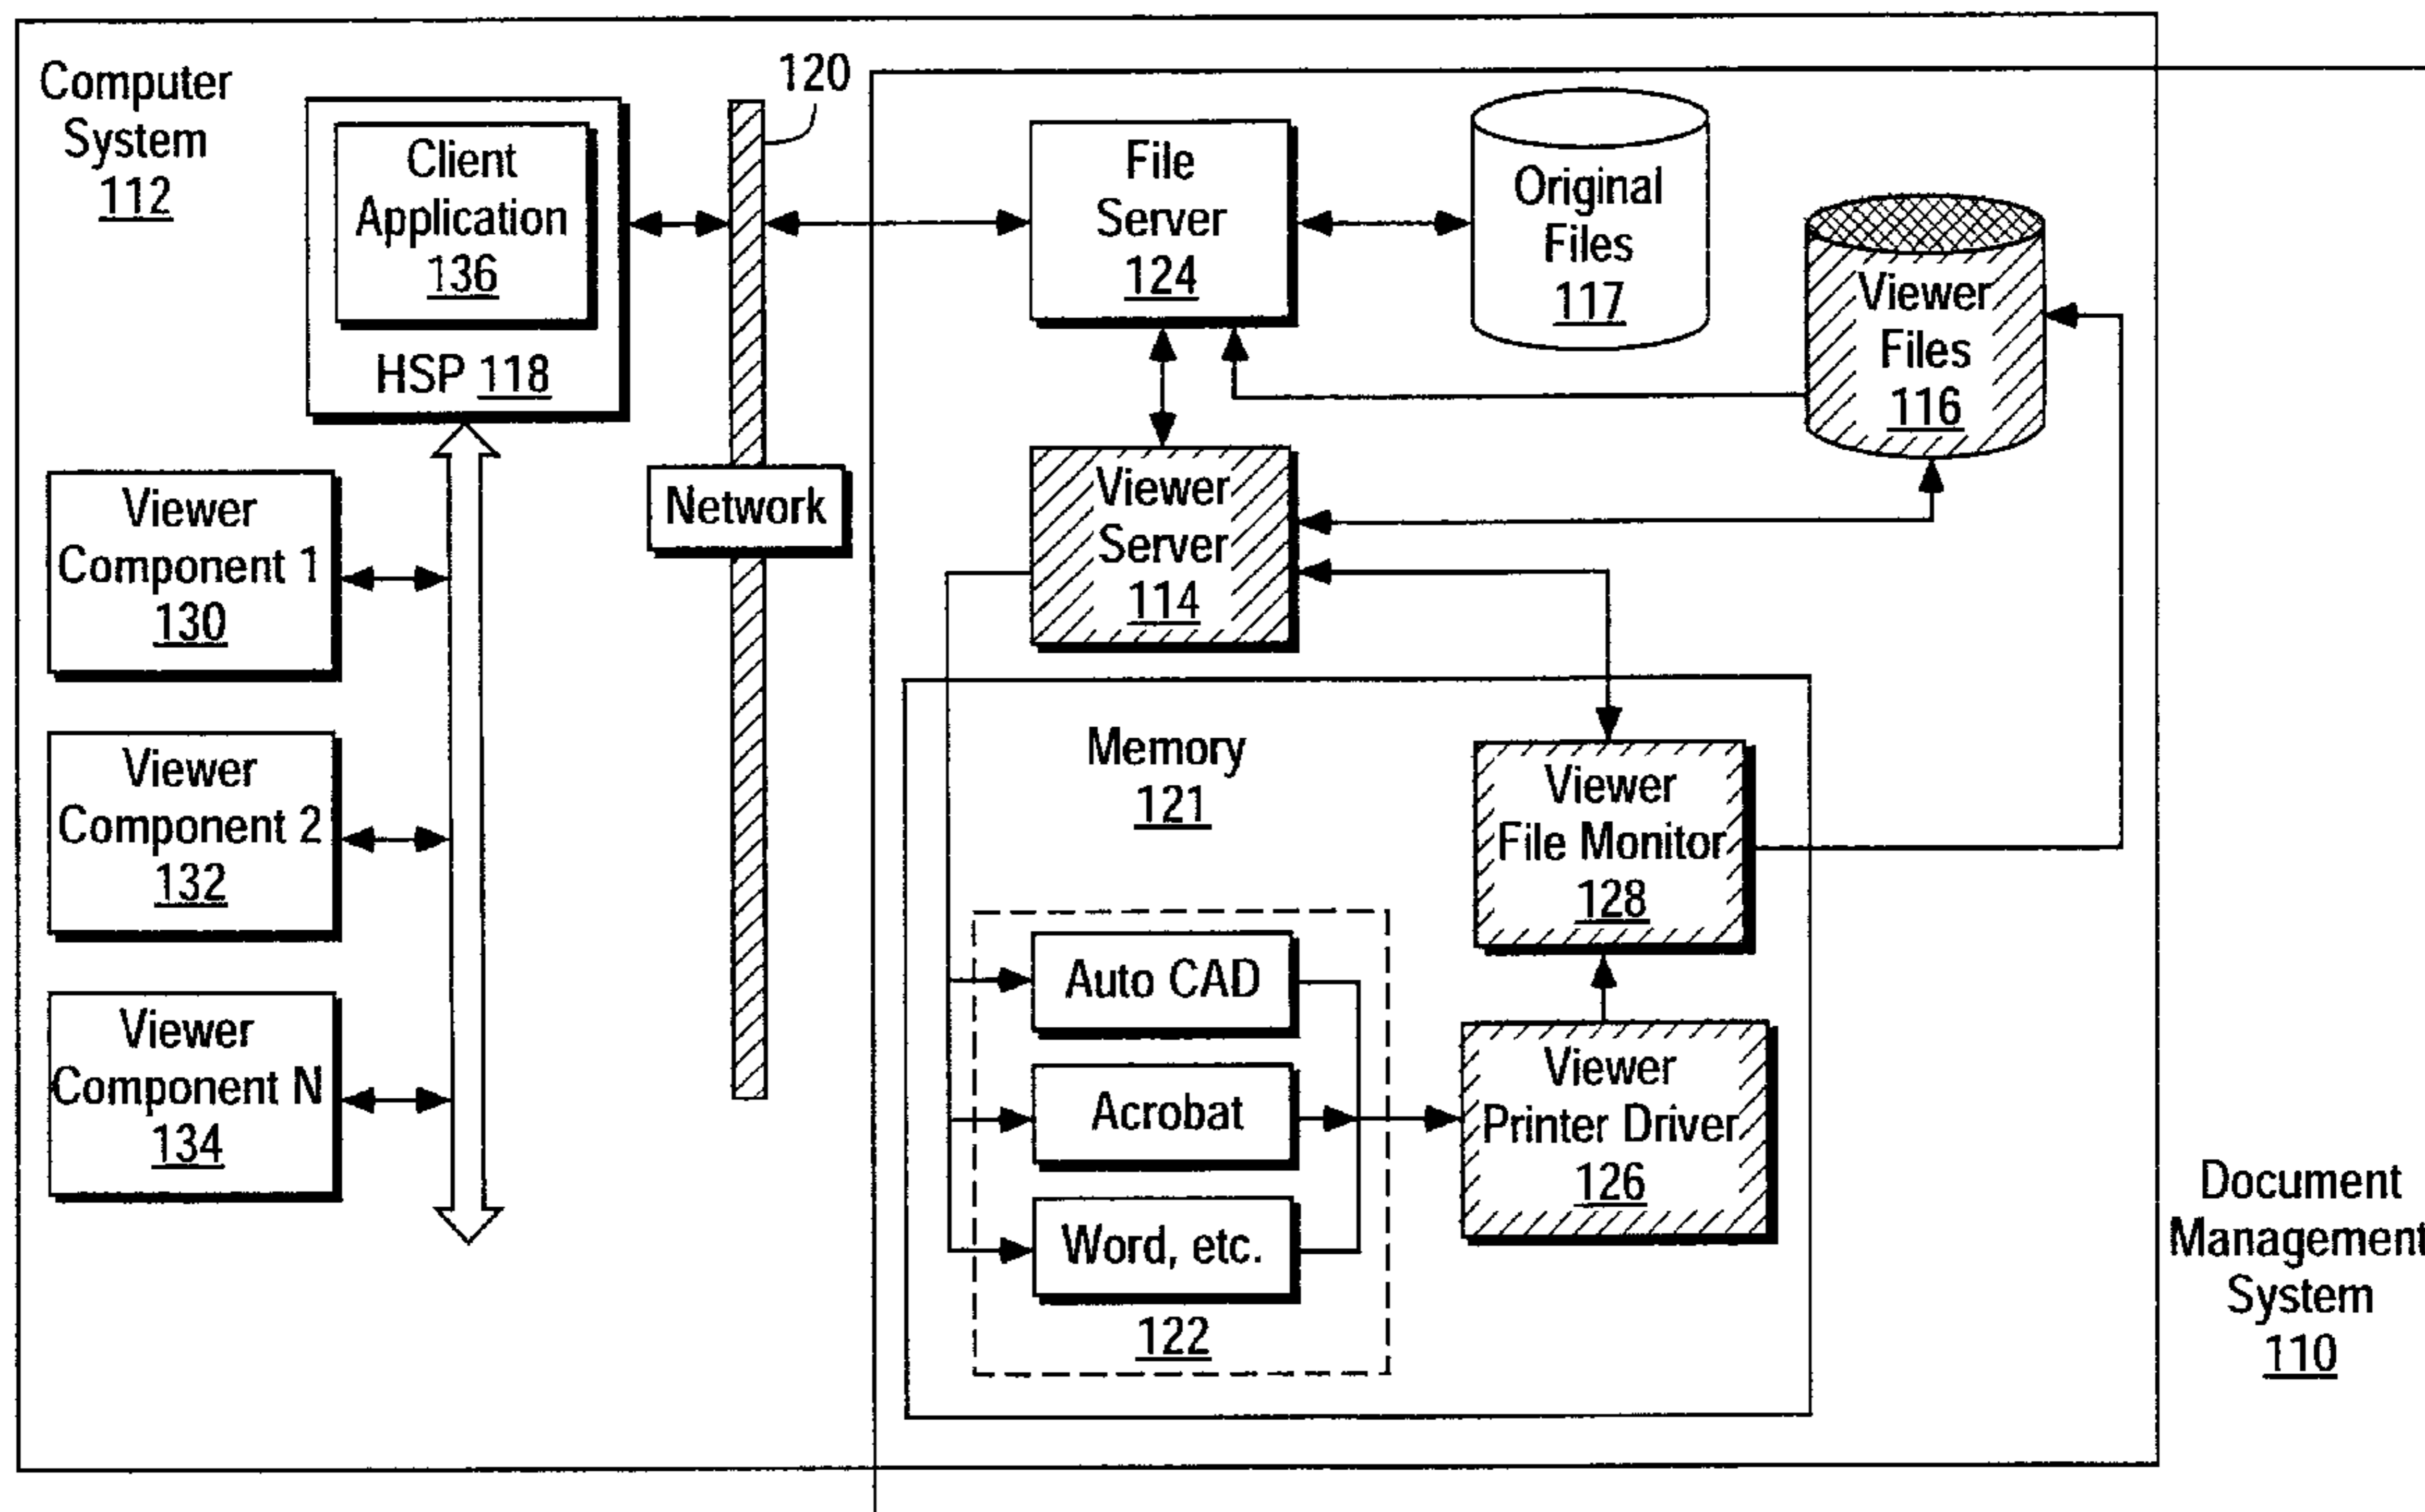 Computer
System
112
Client
Application
136
HSP 118
120
Network
Viewer
Component 1
130
Viewer
Component 2
132
Viewer
Component N
134
File
Server
124
Original
Files
117
Viewer
Files
116
Viewer
Server
114
Memory
121
Viewer
File Monitor
128
Auto CAD
Acrobat
Word, etc.
122
Viewer
Printer Driver
126
Document
Management
System
110